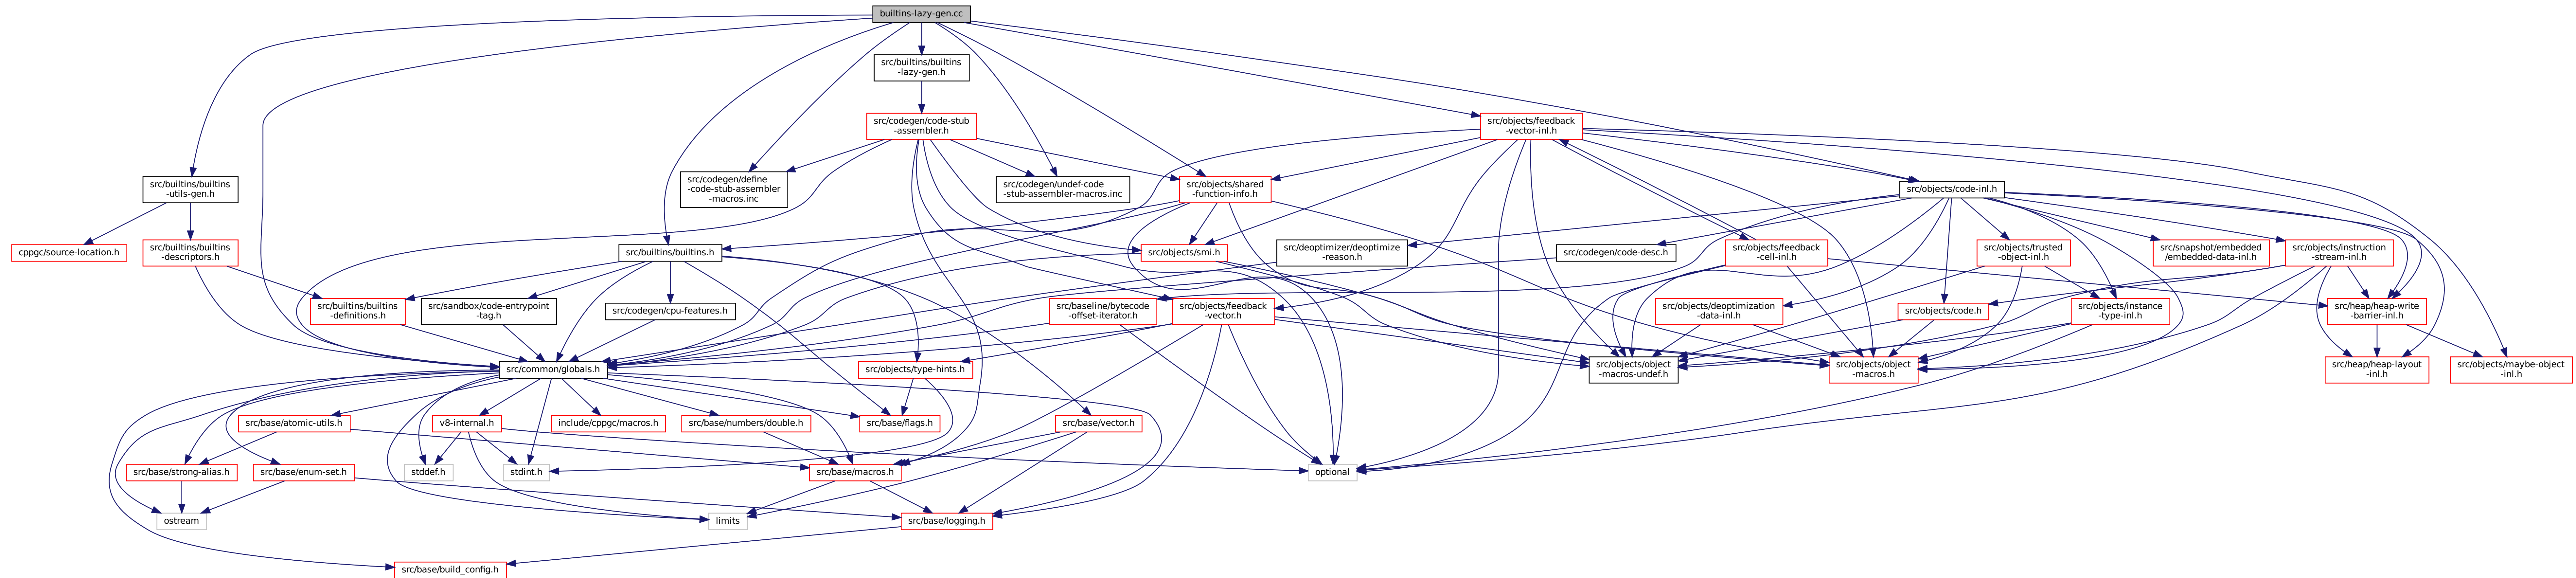 builtins-lazy-gen.cc
src/builtins/builtins
-lazy-gen.h
src/codegen/code-stub
-assembler.h
src/objects/feedback
-vector-inl.h
src/builtins/builtins
-utils-gen.h
src/codegen/define
-code-stub-assembler
-macros.inc
src/codegen/undef-code
-stub-assembler-macros.inc
src/objects/shared
-function-info.h
src/objects/code-inl.h
cppgc/source-location.h
src/builtins/builtins
-descriptors.h
src/builtins/builtins.h
src/objects/smi.h
src/deoptimizer/deoptimize
-reason.h
src/codegen/code-desc.h
src/objects/feedback
-cell-inl.h
src/objects/trusted
-object-inl.h
src/snapshot/embedded
/embedded-data-inl.h
src/objects/instruction
-stream-inl.h
src/builtins/builtins
-definitions.h
src/sandbox/code-entrypoint
-tag.h
src/codegen/cpu-features.h
src/baseline/bytecode
-offset-iterator.h
src/objects/feedback
-vector.h
src/objects/deoptimization
-data-inl.h
src/objects/code.h
src/objects/instance
-type-inl.h
src/heap/heap-write
-barrier-inl.h
src/common/globals.h
src/objects/type-hints.h
src/objects/object
-macros-undef.h
src/objects/object
-macros.h
src/heap/heap-layout
-inl.h
src/objects/maybe-object
-inl.h
src/base/atomic-utils.h
v8-internal.h
include/cppgc/macros.h
src/base/numbers/double.h
src/base/flags.h
src/base/vector.h
src/base/strong-alias.h
src/base/enum-set.h
stddef.h
stdint.h
src/base/macros.h
optional
ostream
limits
src/base/logging.h
src/base/build_config.h